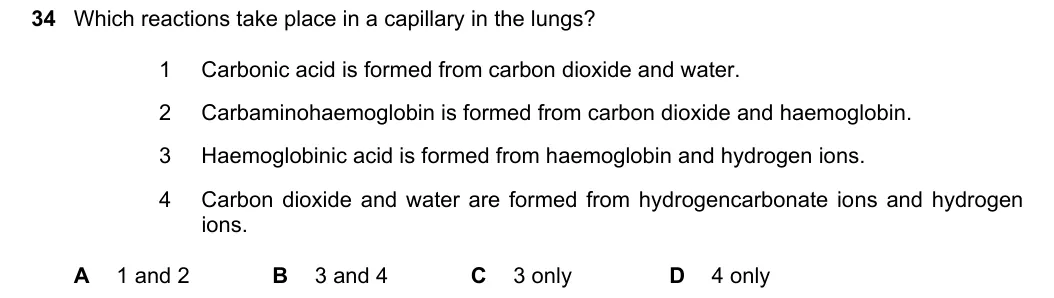 34 Which reactions take place in a capillary in the lungs?
1 Carbonic acid is formed from carbon dioxide and water.
2 Carbaminohaemoglobin is formed from carbon dioxide and haemoglobin.
3 Haemoglobinic acid is formed from haemoglobin and hydrogen ions.
4 Carbon dioxide and water are formed from hydrogencarbonate ions and hydrogen
ions.
A 1 and 2 B 3 and 4 C 3 only D 4 only